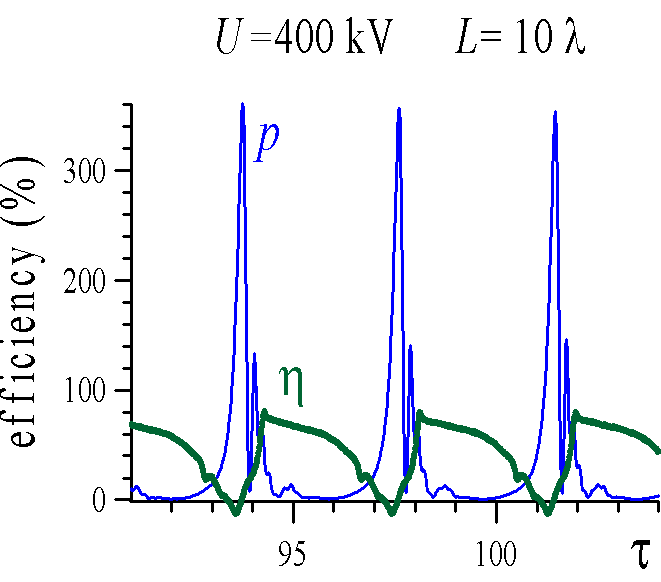 U =400 kV L= 10 λ
efficiency (%)
300
200
100
0
p
η
95
100
τ